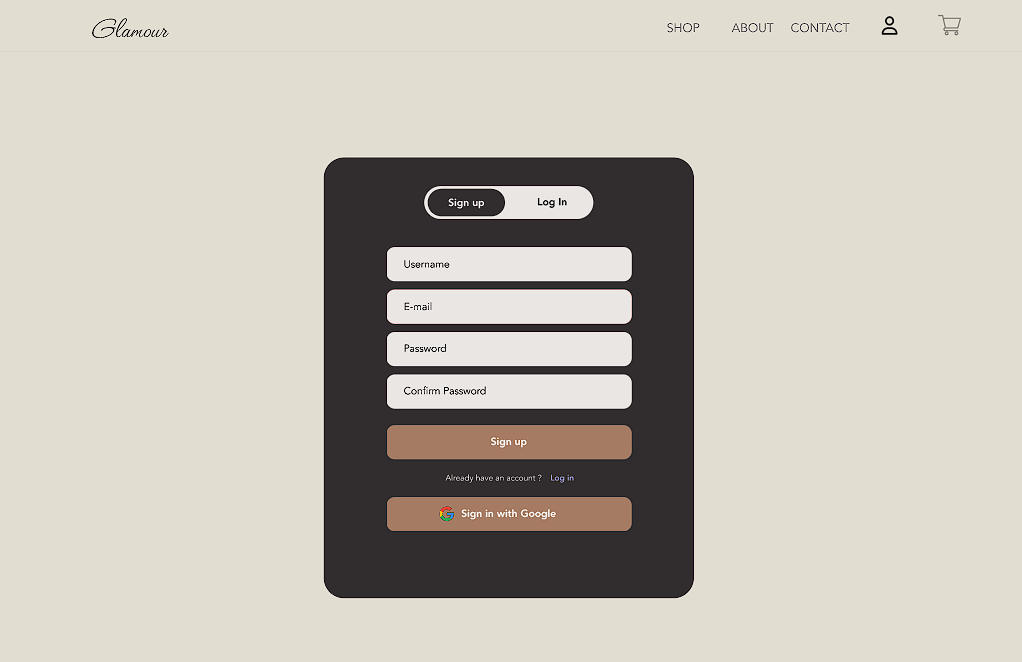 Glamour
SHOP ABOUT CONTACT
Sign up Log In
Username
E-mail
Password
Confirm Password
Sign up
Already have an account ? Log in
Sign in with Google